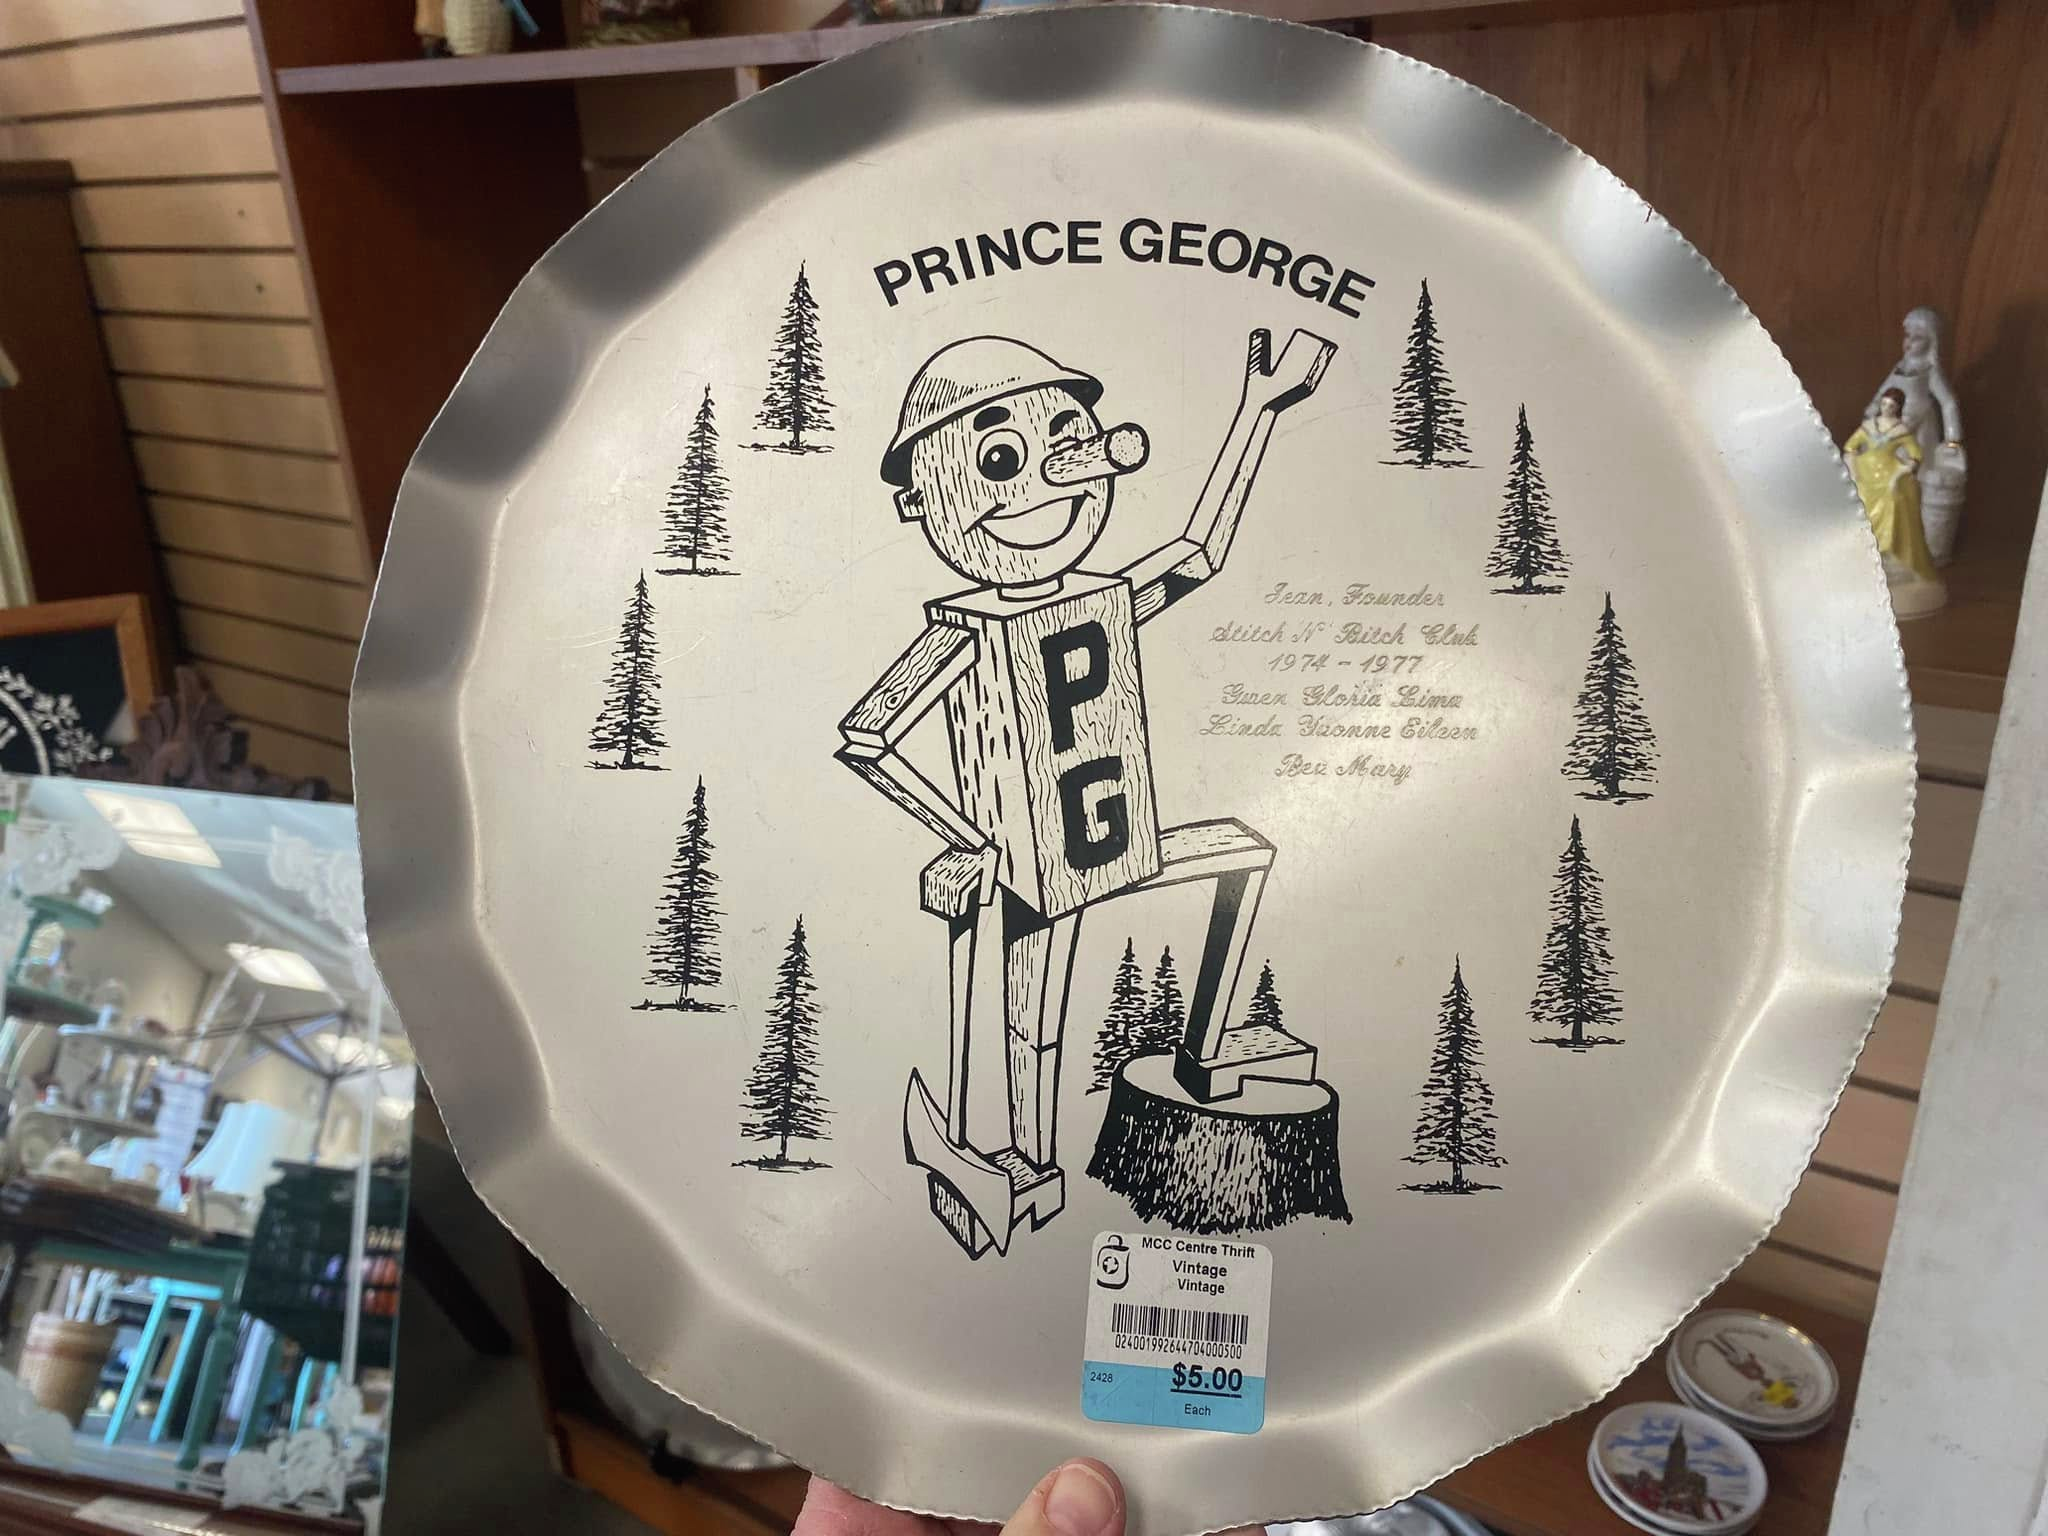 PRINCE GEORGE
P
G
Jean, Founder
Stitch 'N' Bitch Club
1974 - 1977
Gwen Gloria Lima
Linda Yvonne Eileen
Bev Mary
MCC Centre Thrift
Vintage
Vintage
02400199264470400050​0
2428
$5.00
Each